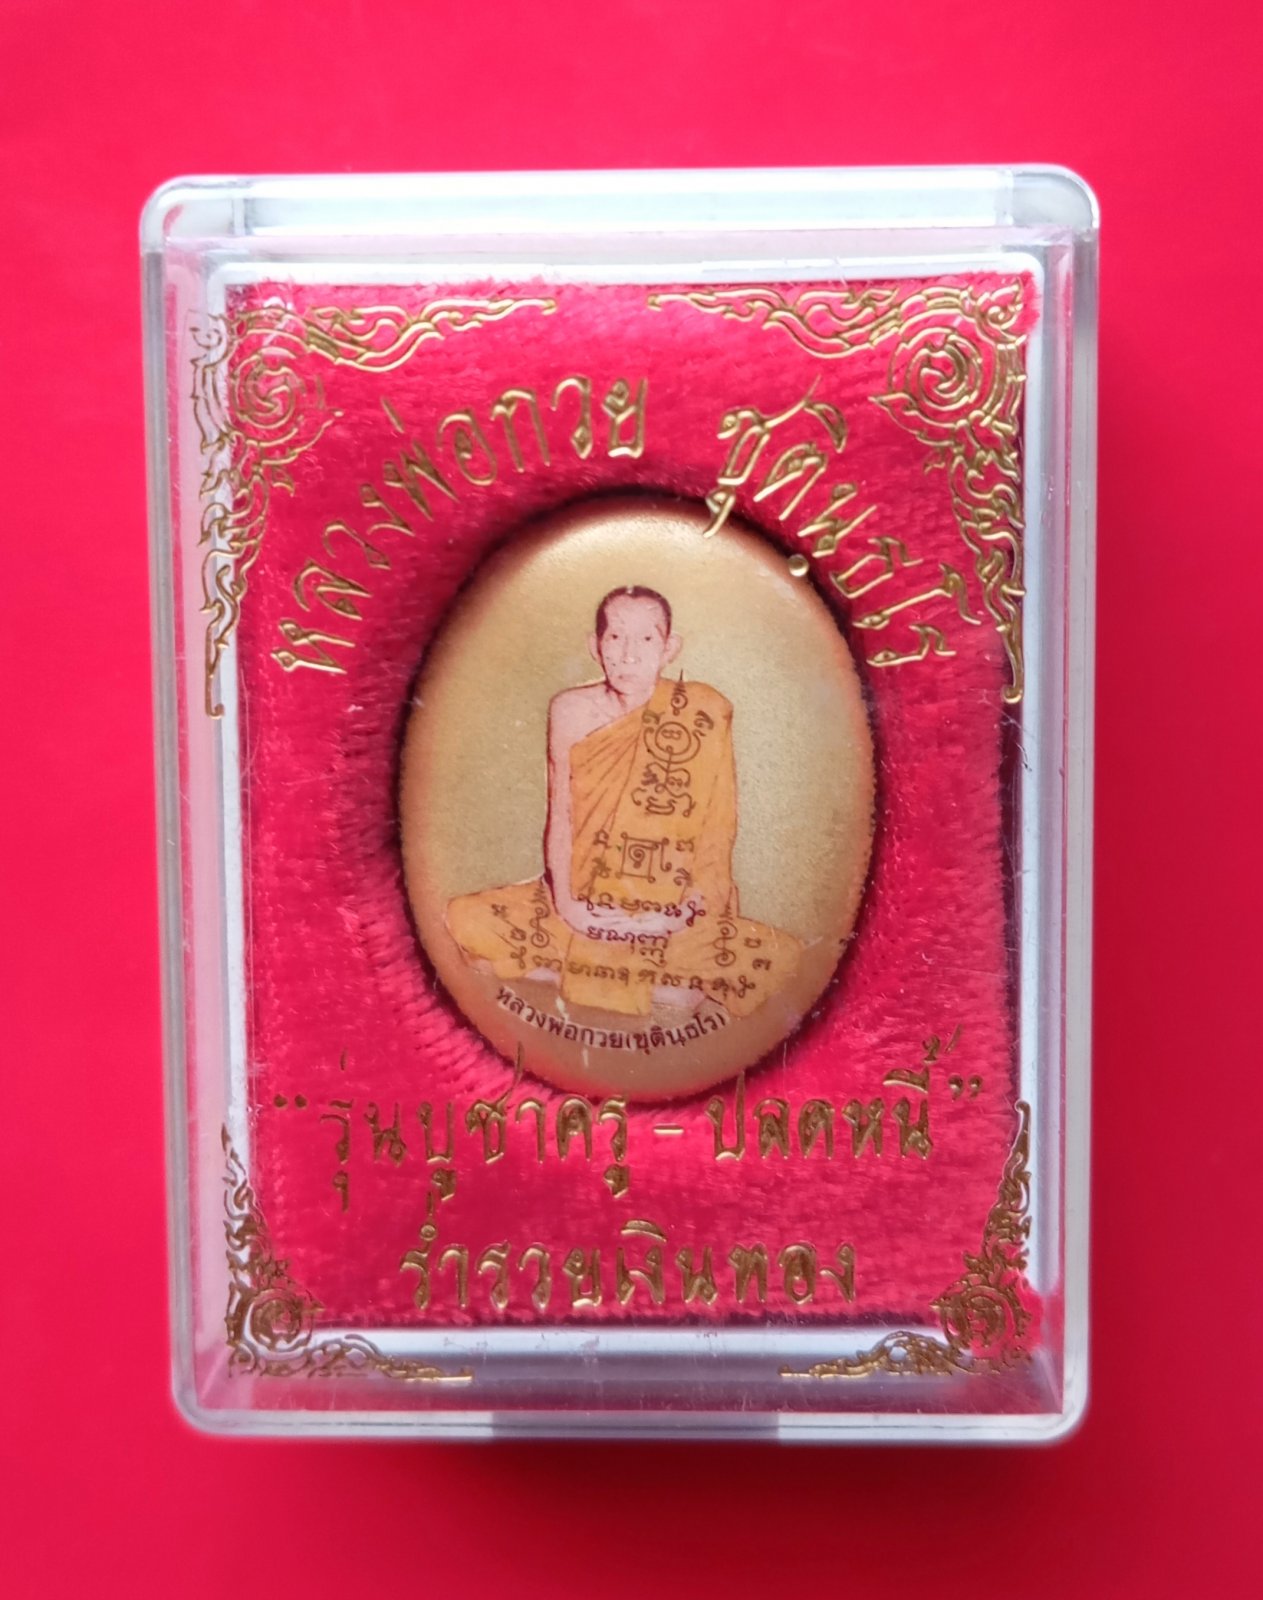 หลวงพ่อกวย ชุตินฺธโร
หลวงพ่อกวย(ชุตินฺธโร)
"รุ่นบูชาครู - ปลดหนี้"
ร่ำรวยเงินทอง